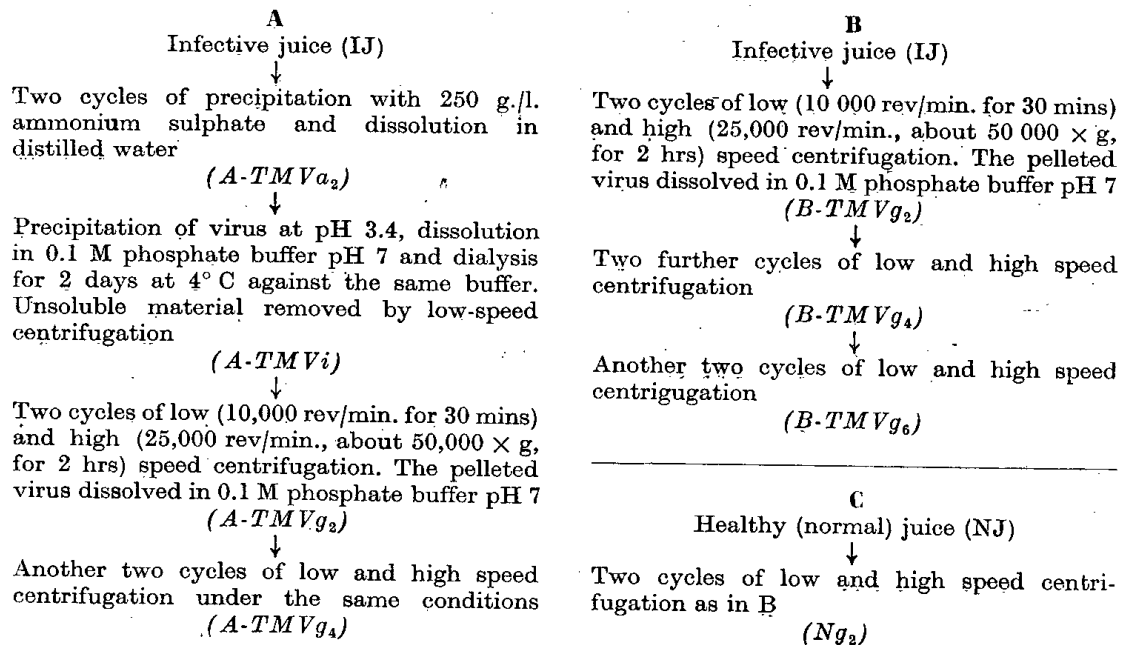 A
Infective juice (IJ)
↓
Two cycles of precipitation with 250 g./l.
ammonium sulphate and dissolution in
distilled water
(A-TMVa₂)
↓
Precipitation of virus at pH 3.4, dissolution
in 0.1 M phosphate buffer pH 7 and dialysis
for 2 days at 4° C against the same buffer.
Unsoluble material removed by low-speed
centrifugation
(A-TMVi)
↓
Two cycles of low (10,000 rev/min. for 30 mins)
and high (25,000 rev/min., about 50,000 × g,
for 2 hrs) speed centrifugation. The pelleted
virus dissolved in 0.1 M phosphate buffer pH 7
(A-TMVg₂)
↓
Another two cycles of low and high speed
centrifugation under the same conditions
(A-TMVg₄)
B
Infective juice (IJ)
↓
Two cycles of low (10 000 rev/min. for 30 mins)
and high (25,000 rev/min., about 50 000 × g,
for 2 hrs) speed centrifugation. The pelleted
virus dissolved in 0.1 M phosphate buffer pH 7
(B-TMVg₂)
↓
Two further cycles of low and high speed
centrifugation
(B-TMVg₄)
↓
Another two cycles of low and high speed
centrigugation
(B-TMVg₆)
C
Healthy (normal) juice (NJ)
↓
Two cycles of low and high speed centri-
fugation as in B
(Ng₂)